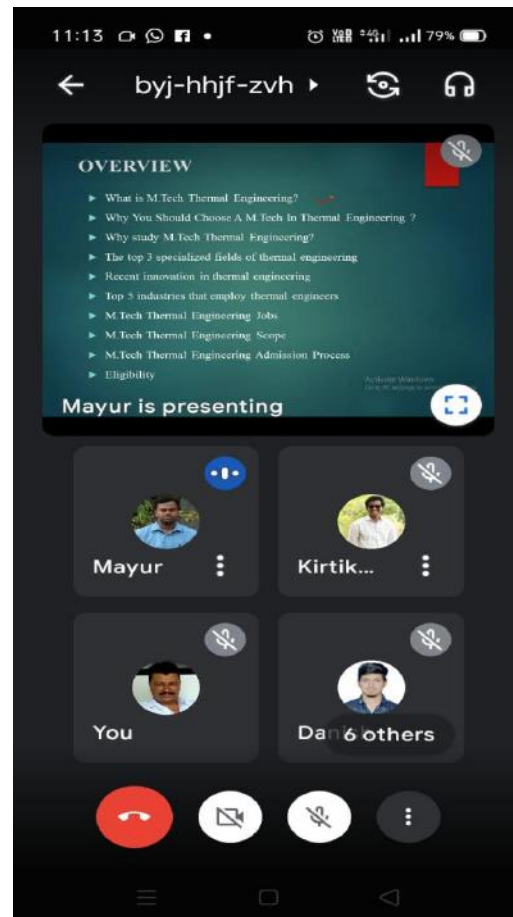 11:13 79%
byj-hhjf-zvh
OVERVIEW
What is M.Tech Thermal Engineering?
Why You Should Choose A M.Tech In Thermal Engineering ?
Why study M.Tech Thermal Engineering?
The top 3 specialized fields of thermal engineering
Recent innovation in thermal engineering
Top 5 industries that employ thermal engineers
M.Tech Thermal Engineering Jobs
M.Tech Thermal Engineering Scope
M.Tech Thermal Engineering Admission Process
Eligibility
Activate Windows
Mayur is presenting
Mayur
Kirtik...
You
6 others